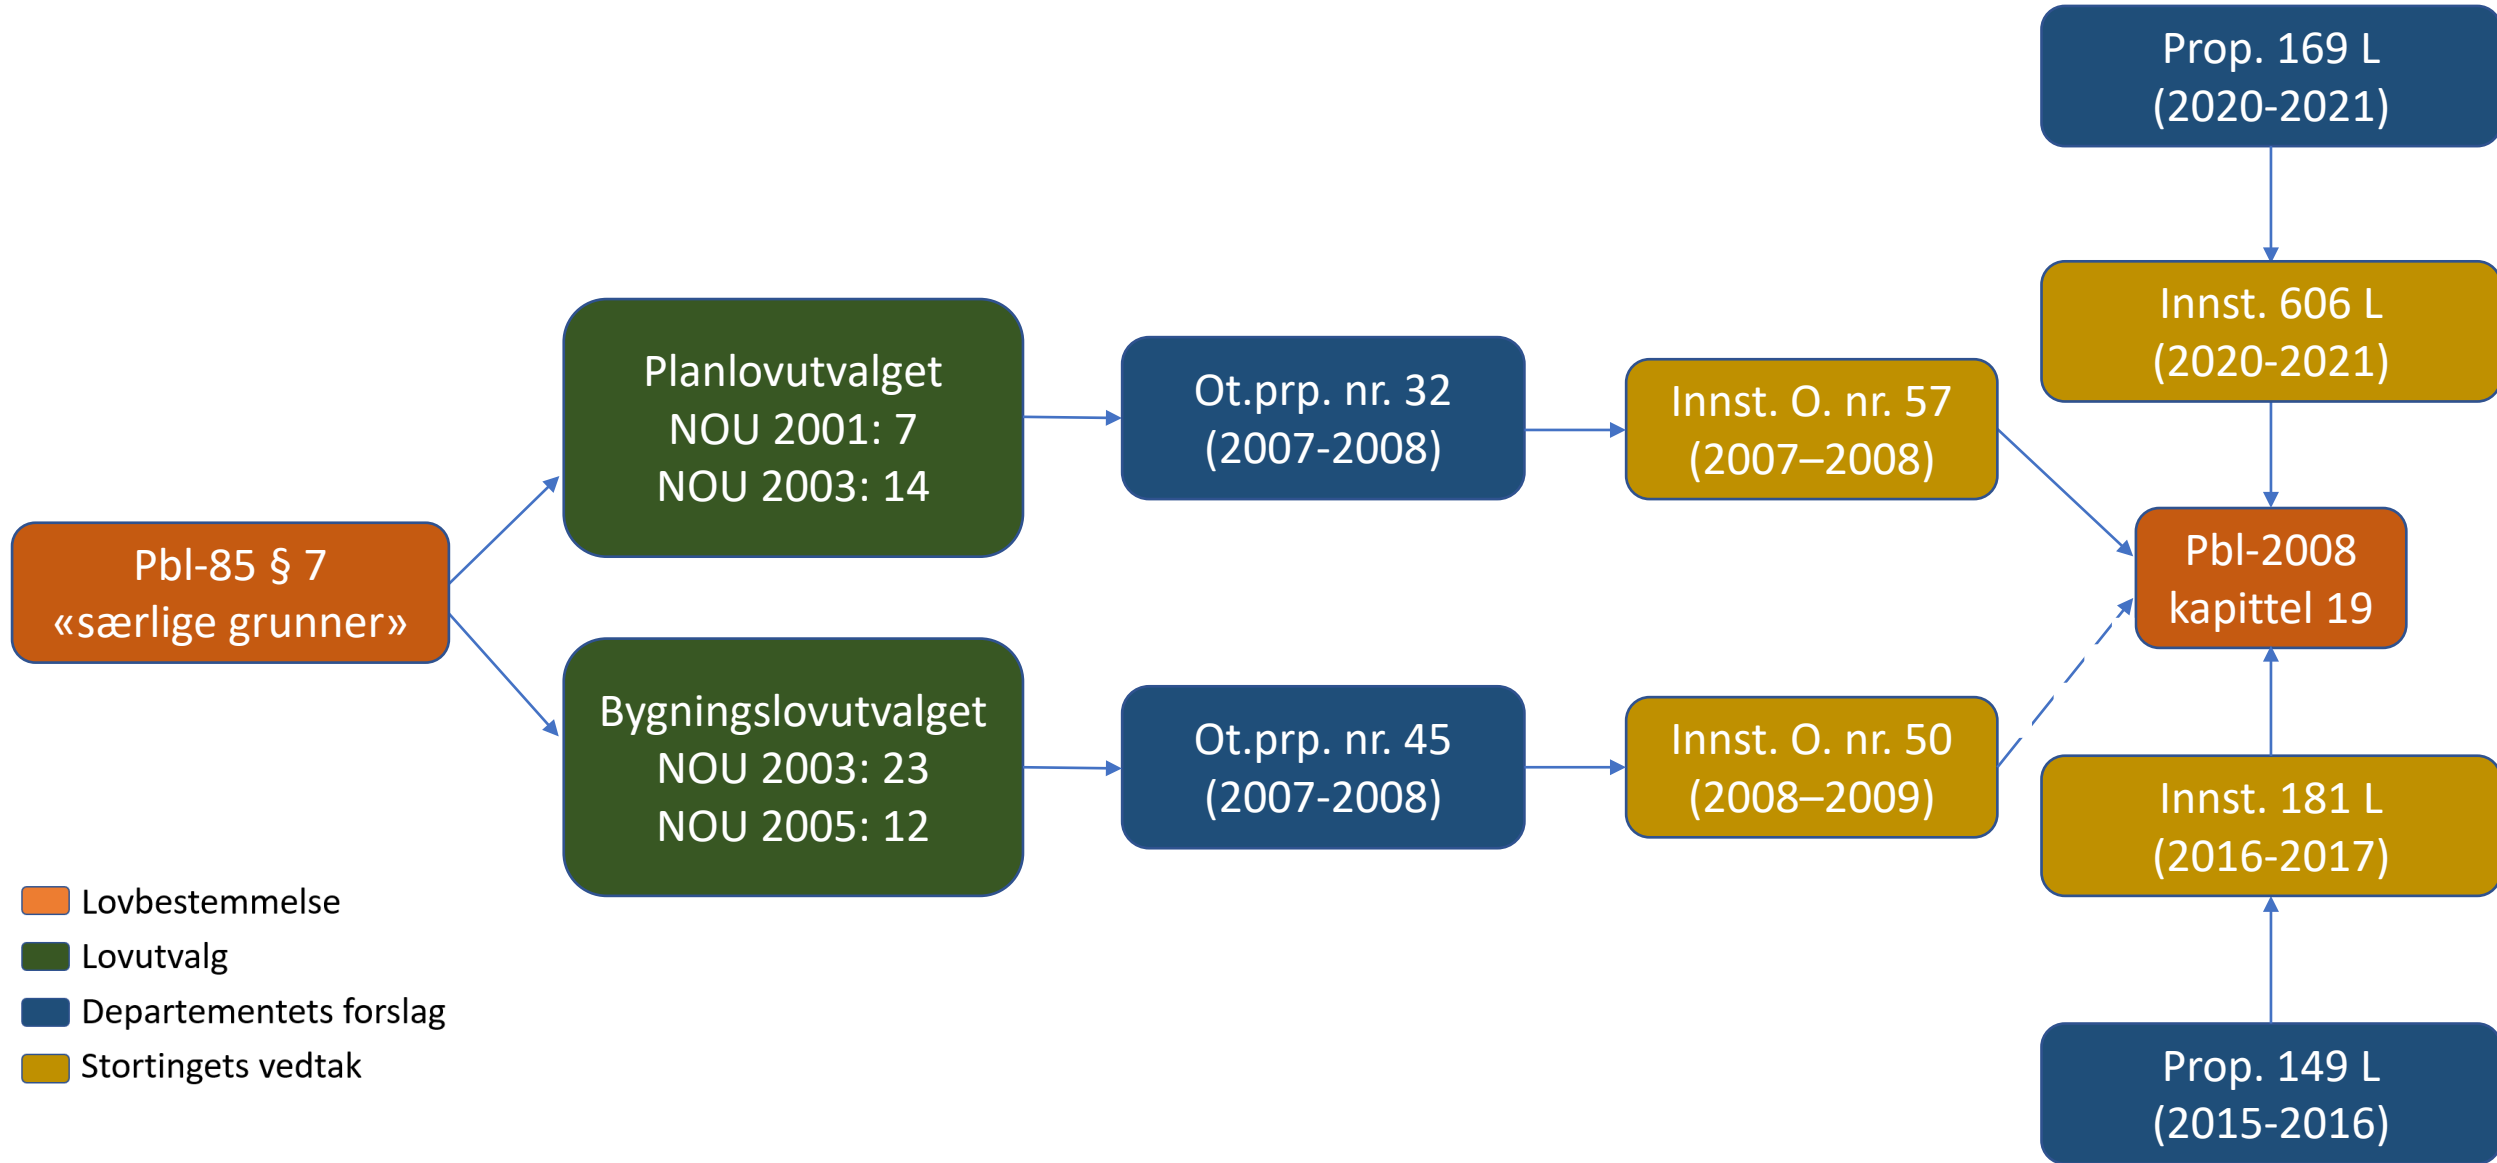 Prop. 169 L
(2020-2021)
Innst. 606 L
(2020-2021)
Planlovutvalget
NOU 2001: 7
NOU 2003: 14
Ot.prp. nr. 32
(2007-2008)
Innst. O. nr. 57
(2007–2008)
Pbl-85 § 7
«særlige grunner»
Pbl-2008
kapittel 19
Bygningslovutvalget
NOU 2003: 23
NOU 2005: 12
Ot.prp. nr. 45
(2007-2008)
Innst. O. nr. 50
(2008–2009)
Innst. 181 L
(2016-2017)
Prop. 149 L
(2015-2016)
Lovbestemmelse
Lovutvalg
Departementets forslag
Stortingets vedtak